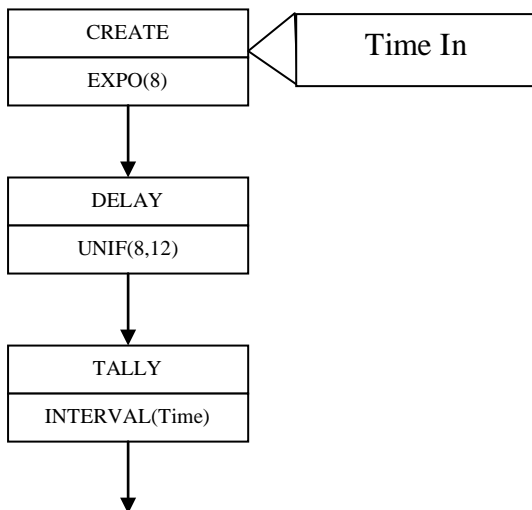 CREATE
Time In
EXPO(8)
DELAY
UNIF(8,12)
TALLY
INTERVAL(Time)